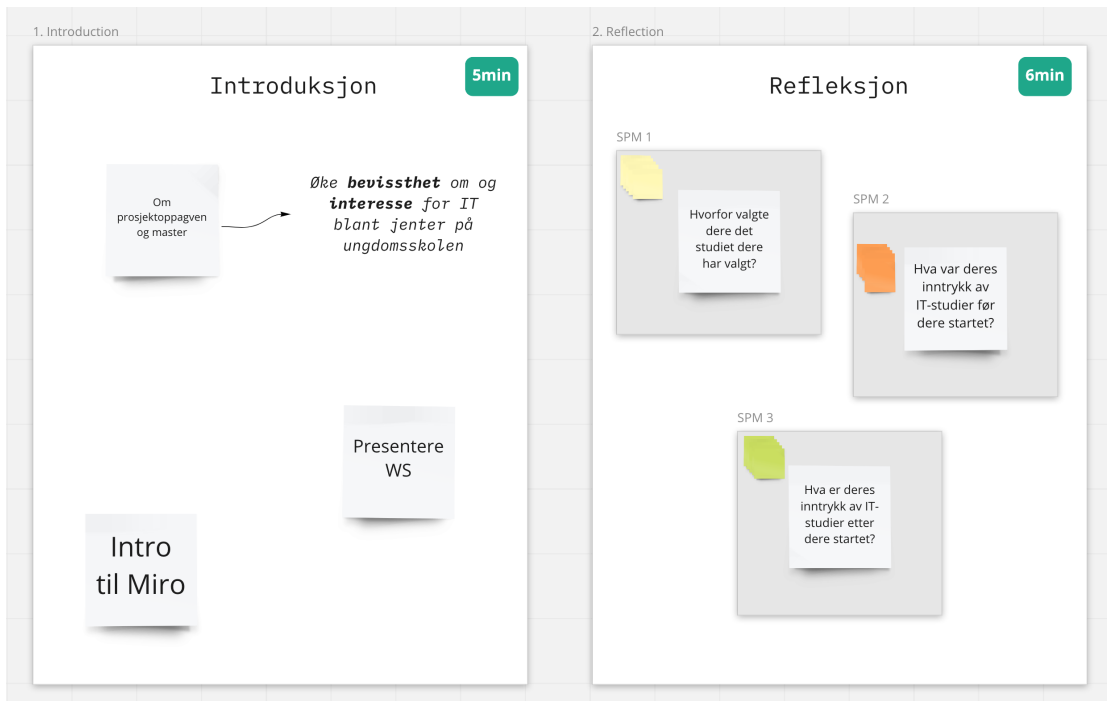 1. Introduction
Introduksjon
5min
Om
prosjektoppagven
og master
Øke bevissthet om og
interesse for IT
blant jenter på
ungdomsskolen
Presentere
WS
Intro
til Miro
2. Reflection
Refleksjon
6min
SPM 1
Hvorfor valgte
dere det
studiet dere
har valgt?
SPM 2
Hva var deres
inntrykk av
IT-studier før
dere startet?
SPM 3
Hva er deres
inntrykk av IT-
studier etter
dere startet?